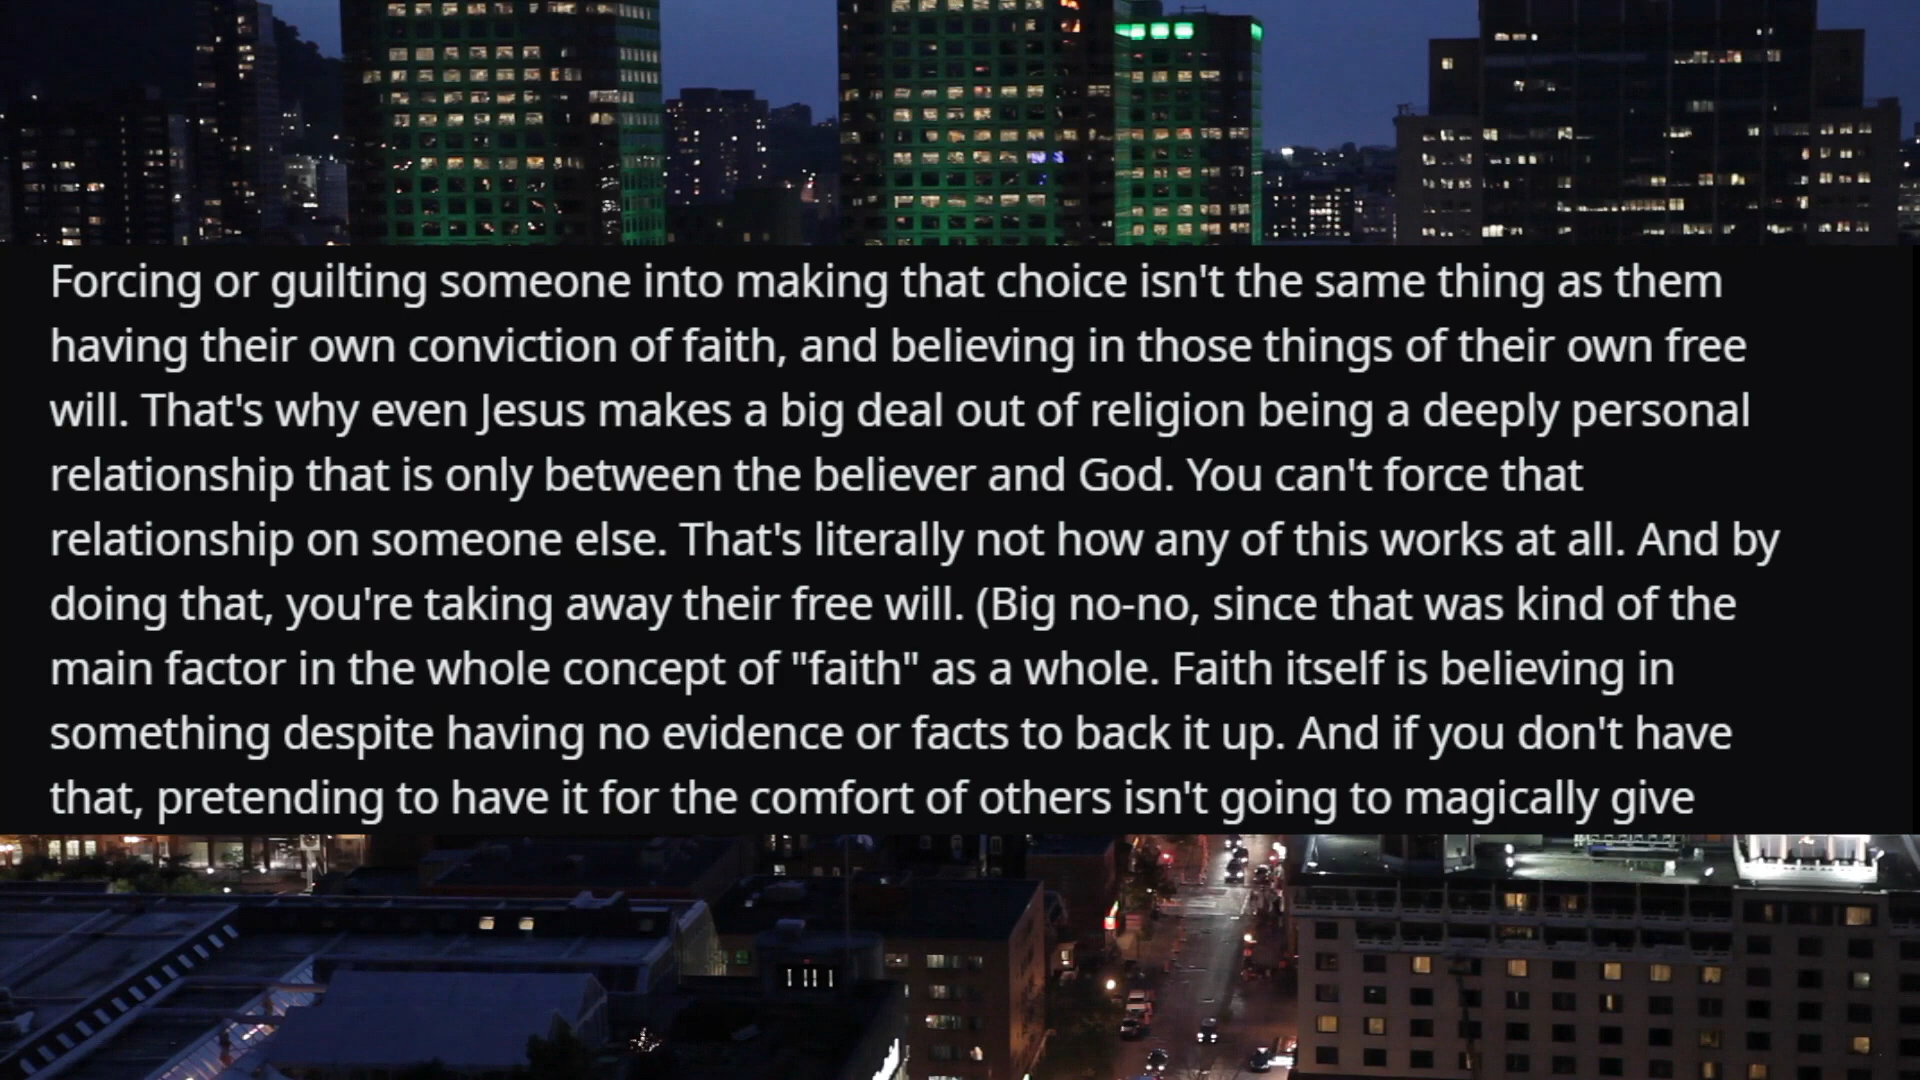 Forcing or guilting someone into making that choice isn't the same thing as them
having their own conviction of faith, and believing in those things of their own free
will. That's why even Jesus makes a big deal out of religion being a deeply personal
relationship that is only between the believer and God. You can't force that
relationship on someone else. That's literally not how any of this works at all. And by
doing that, you're taking away their free will. (Big no-no, since that was kind of the
main factor in the whole concept of "faith" as a whole. Faith itself is believing in
something despite having no evidence or facts to back it up. And if you don't have
that, pretending to have it for the comfort of others isn't going to magically give